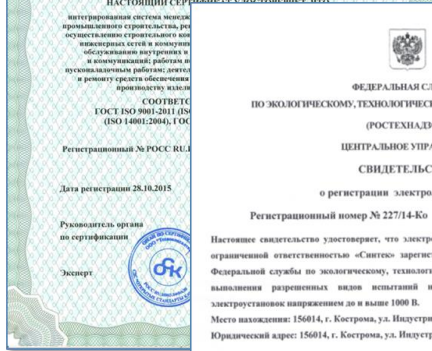 НАСТОЯЩИЙ СЕРТ
интегрированная система менедж
промышленного строительства, ре
осуществлению строительного кон
инженерных сетей и коммуник
обслуживанию внутренних и
и коммуникаций; работам п
пусконаладочным работам; деятел
и ремонту средств обеспечения
производству издели
СООТВЕТС
ГОСТ ISO 9001-2011 (ISO
(ISO 14001:2004), ГОС
Регистрационный № РОСС RU.
Дата регистрации 28.10.2015
Руководитель органа
по сертификации
Эксперт
ФЕДЕРАЛЬНАЯ СЛ
ПО ЭКОЛОГИЧЕСКОМУ, ТЕХНОЛОГИЧЕС
(РОСТЕХНАДЗ
ЦЕНТРАЛЬНОЕ УПРА
СВИДЕТЕЛЬС
о регистрации электро
Регистрационный номер № 227/14-Ко
Настоящее свидетельство удостоверяет, что электро
ограниченной ответственностью «Синтек» зарегист
Федеральной службы по экологическому, технологи
выполнения разрешенных видов испытаний и
электроустановок напряжением до и выше 1000 В.
Место нахождения: 156014, г. Кострома, ул. Индустри
Юридический адрес: 156014, г. Кострома, ул. Индустр